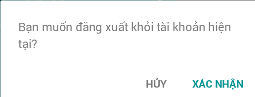 Bạn muốn đăng xuất khỏi tài khoản hiện
tại?
HỦY XÁC NHẬN